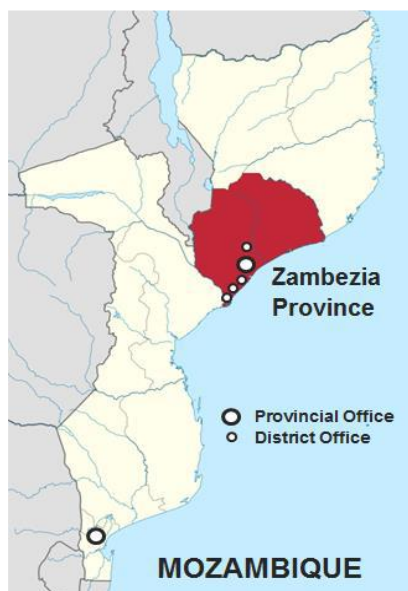 Zambezia
Province
Provincial Office
District Office
MOZAMBIQUE